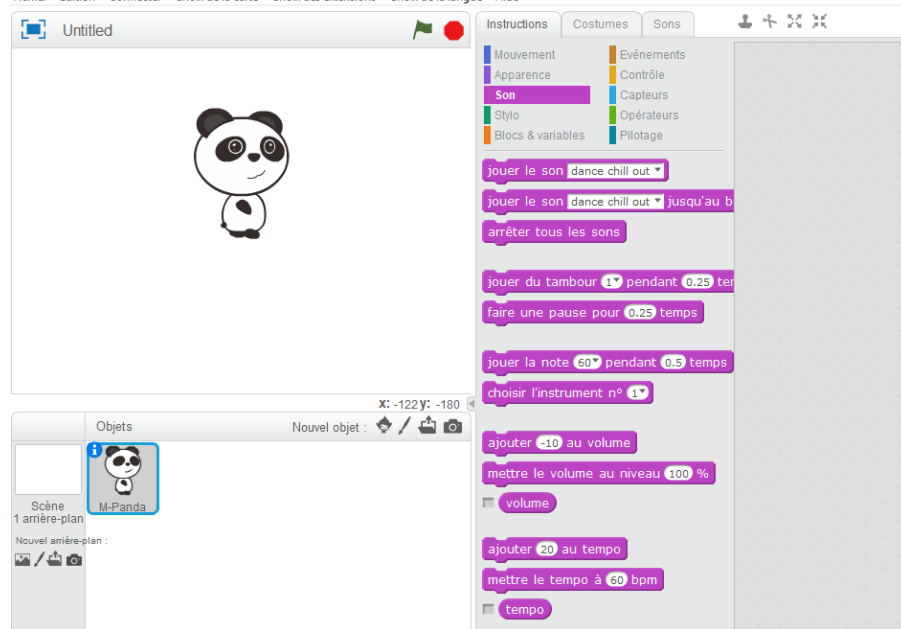 Untitled
Instructions Costumes Sons
Mouvement Evénements
Apparence Contrôle
Son Capteurs
Stylo Opérateurs
Blocs & variables Pilotage
jouer le son dance chill out
jouer le son dance chill out jusqu'au b
arrêter tous les sons
jouer du tambour 1 pendant 0.25 ter
faire une pause pour 0.25 temps
jouer la note 60 pendant 0.5 temps
choisir l'instrument n° 1
ajouter -10 au volume
mettre le volume au niveau 100 %
volume
ajouter 20 au tempo
mettre le tempo à 60 bpm
tempo
X: -122 Y: -180
Objets Nouvel objet :
Scène
1 arrière-plan
M-Panda
Nouvel arrière-plan :